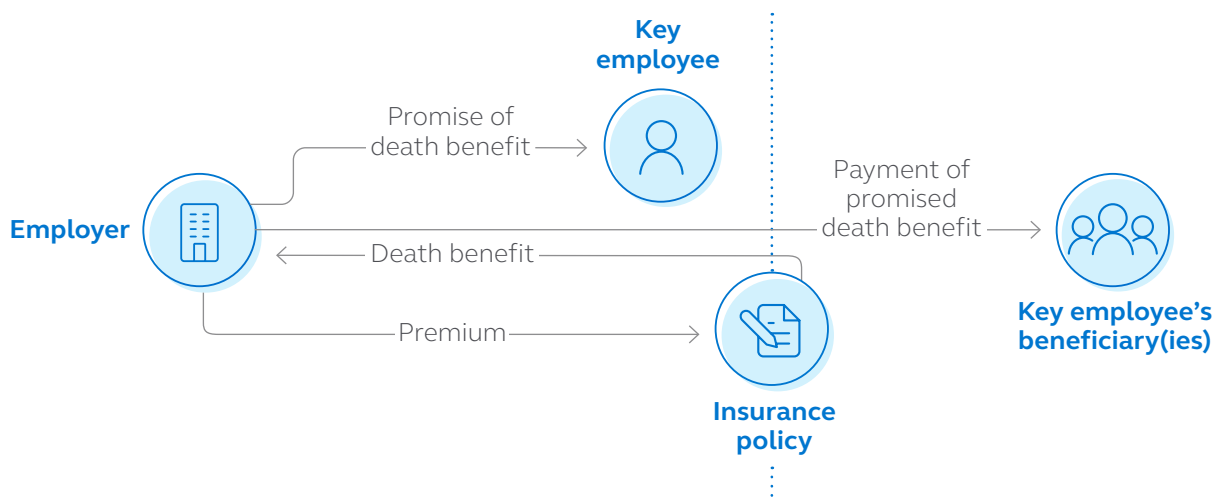 Key
employee
Promise of
death benefit
Payment of
promised
death benefit
Employer
Death benefit
Premium
Key employee’s
beneficiary(ies)
Insurance
policy